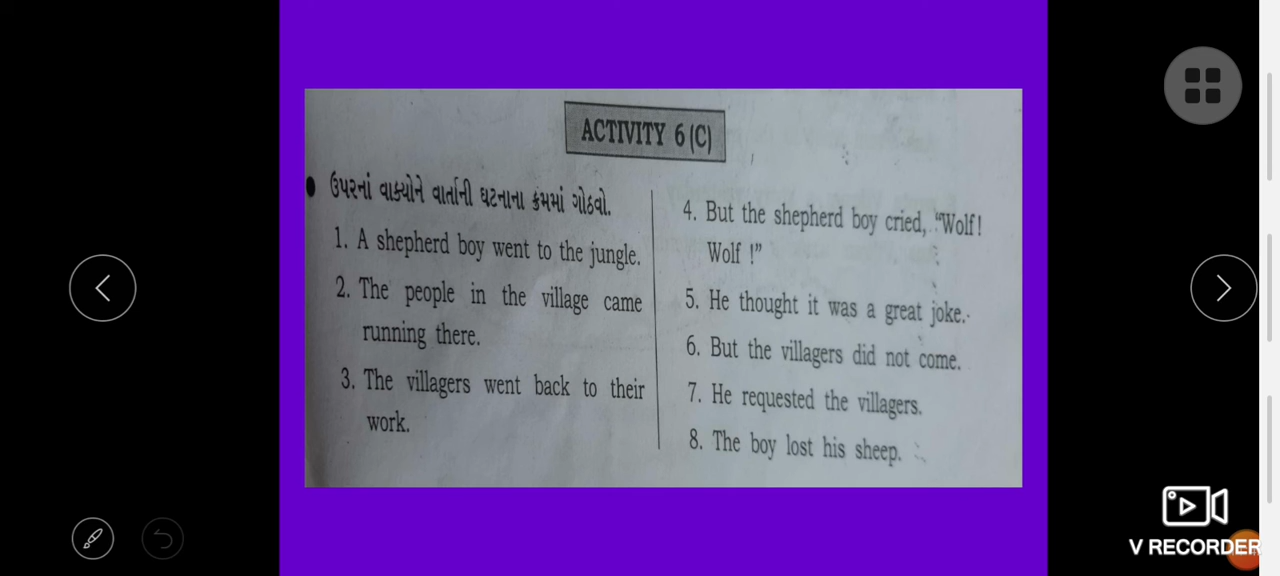 ACTIVITY 6 (C)
ઉપરનાં વાક્યોને વાર્તાની ઘટનાના ક્રમમાં ગોઠવો.
1. A shepherd boy went to the jungle.
2. The people in the village came
running there.
3. The villagers went back to their
work.
4. But the shepherd boy cried, "Wolf!
Wolf !"
5. He thought it was a great joke.
6. But the villagers did not come.
7. He requested the villagers.
8. The boy lost his sheep.
V RECORDER